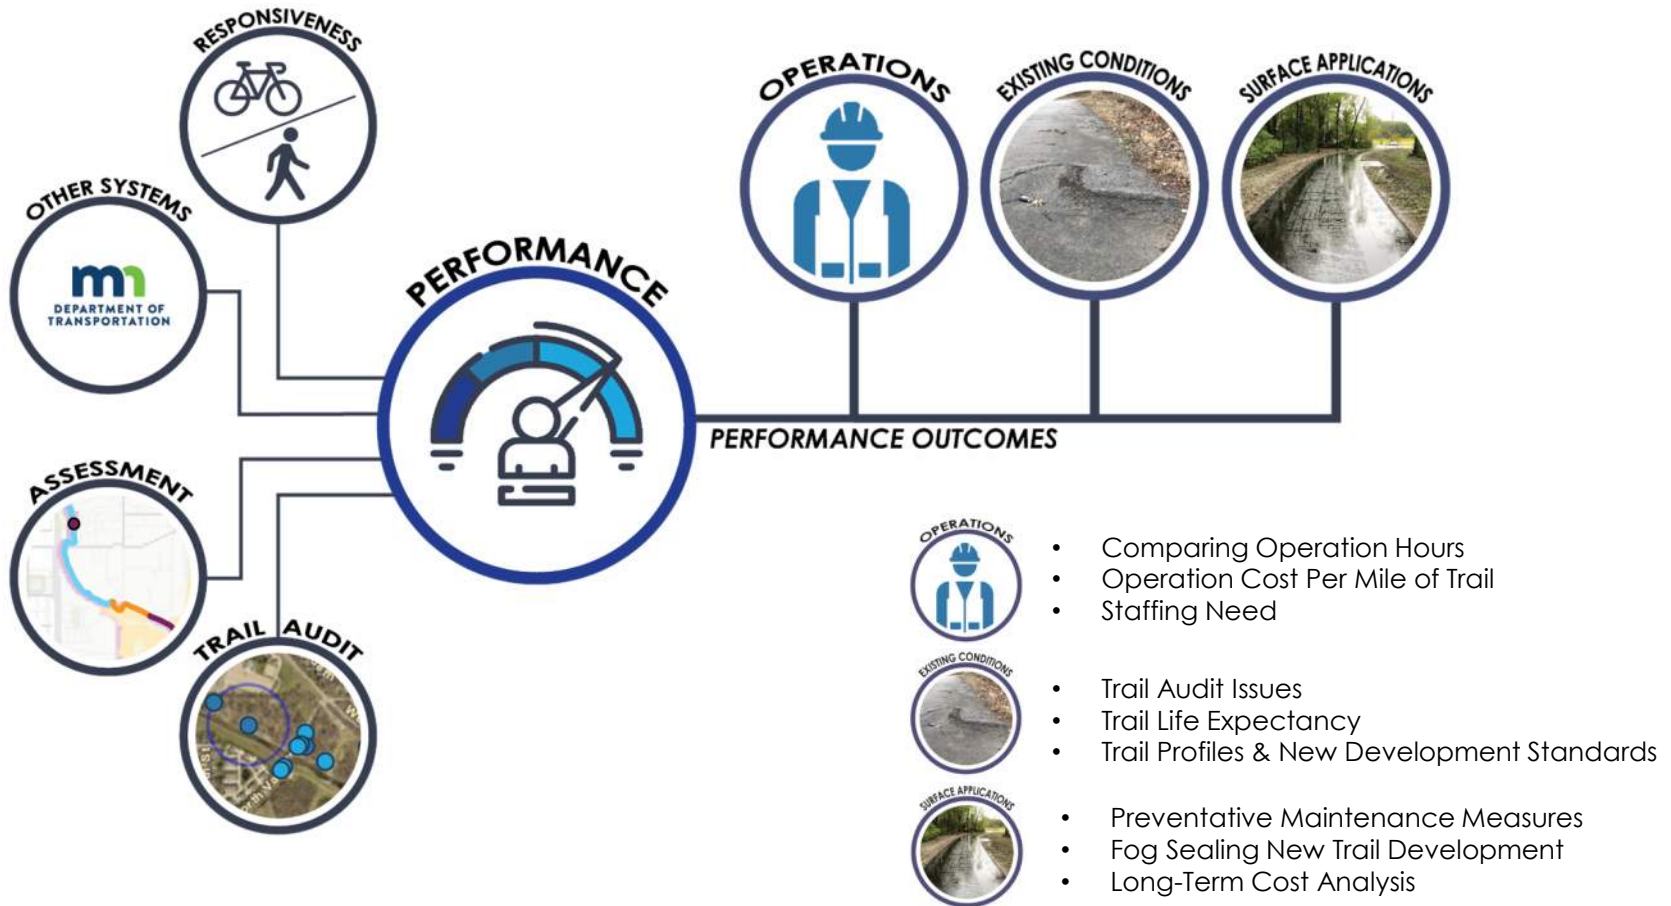 RESPONSIVENESS
OTHER SYSTEMS
mn
DEPARTMENT OF
TRANSPORTATION
ASSESSMENT
TRAIL AUDIT
PERFORMANCE
OPERATIONS
EXISTING CONDITIONS
SURFACE APPLICATIONS
PERFORMANCE OUTCOMES
OPERATIONS
• Comparing Operation Hours
• Operation Cost Per Mile of Trail
• Staffing Need
EXISTING CONDITIONS
• Trail Audit Issues
• Trail Life Expectancy
• Trail Profiles & New Development Standards
SURFACE APPLICATIONS
• Preventative Maintenance Measures
• Fog Sealing New Trail Development
• Long-Term Cost Analysis